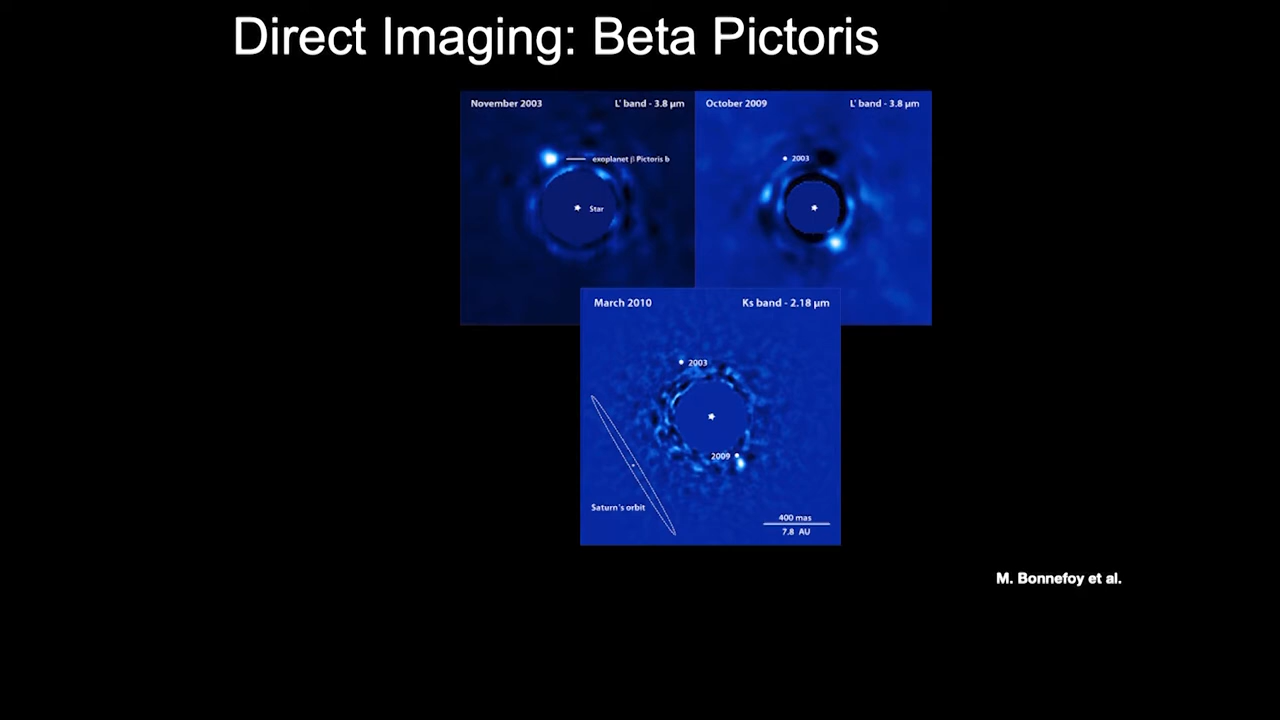 Direct Imaging: Beta Pictoris
November 2003
L' band - 3.8 µm
exoplanet β Pictoris b
Star
October 2009
L' band - 3.8 µm
2003
March 2010
Ks band - 2.18 µm
2003
2009
Saturn's orbit
400 mas
7.8 AU
M. Bonnefoy et al.